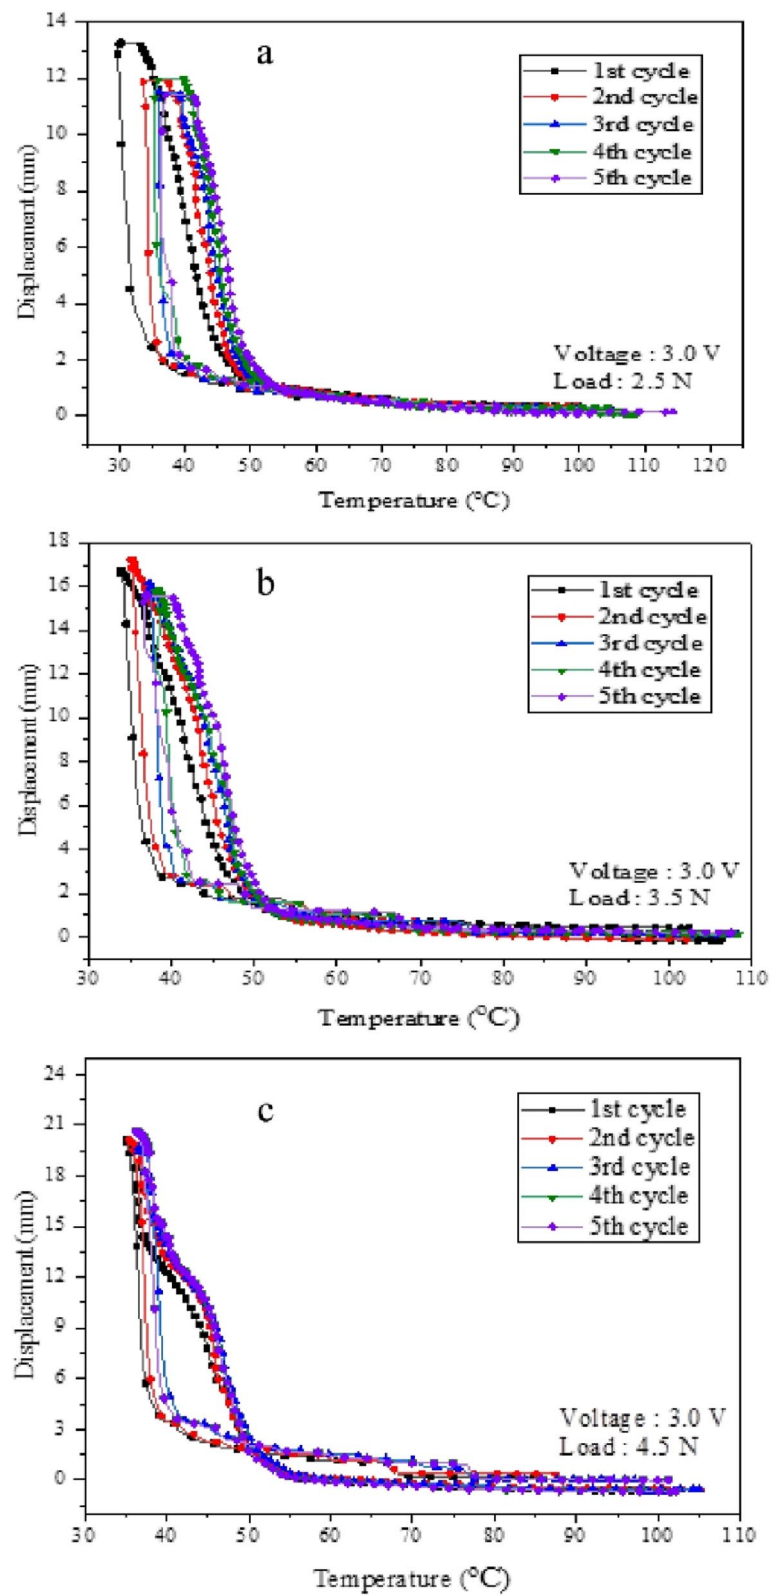 14
12
10
8
6
4
2
0
Displacement (mm)
a
1st cycle
2nd cycle
3rd cycle
4th cycle
5th cycle
Voltage : 3.0 V
Load : 2.5 N
30 40 50 60 70 80 90 100 110 120
Temperature (°C)
18
16
14
12
10
8
6
4
2
0
Displacement (mm)
b
1st cycle
2nd cycle
3rd cycle
4th cycle
5th cycle
Voltage : 3.0 V
Load : 3.5 N
30 40 50 60 70 80 90 100 110
Temperature (°C)
24
21
18
15
12
9
6
3
0
Displacement (mm)
c
1st cycle
2nd cycle
3rd cycle
4th cycle
5th cycle
Voltage : 3.0 V
Load : 4.5 N
30 40 50 60 70 80 90 100 110
Temperature (°C)